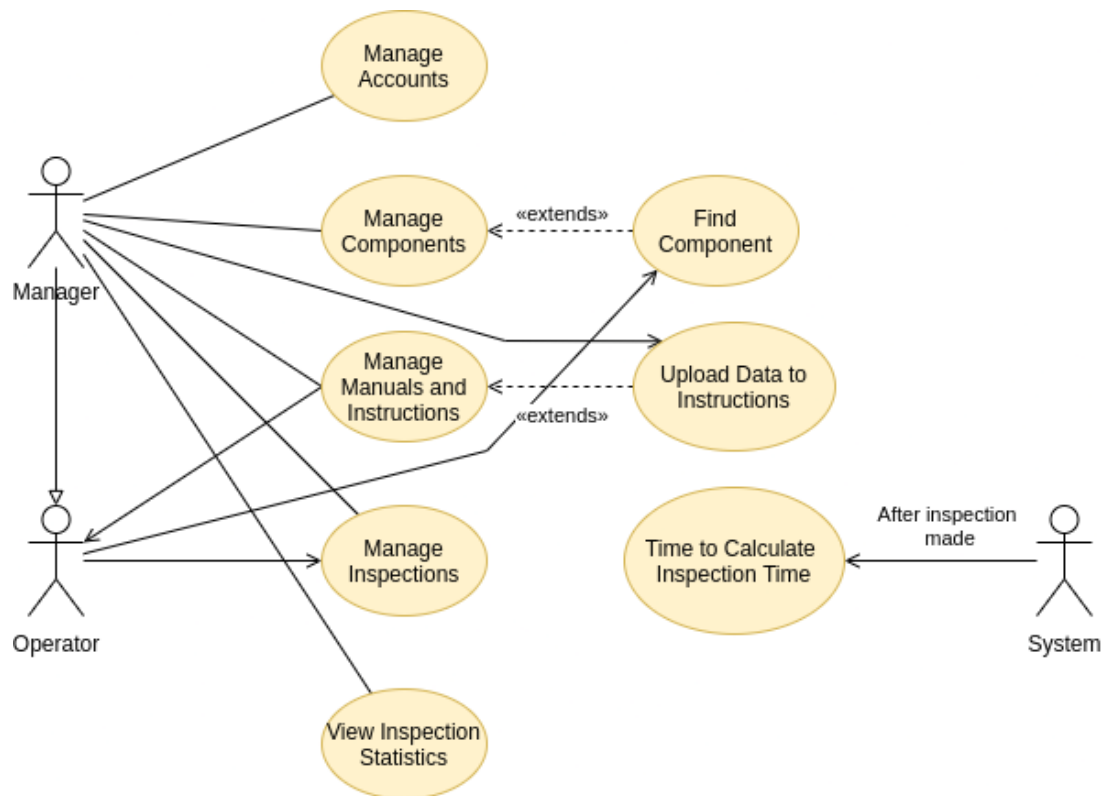 Manage
Accounts
Manage
Components
«extends»
Find
Component
Manager
Manage
Manuals and
Instructions
«extends»
Upload Data to
Instructions
Operator
Manage
Inspections
Time to Calculate
Inspection Time
After inspection
made
System
View Inspection
Statistics